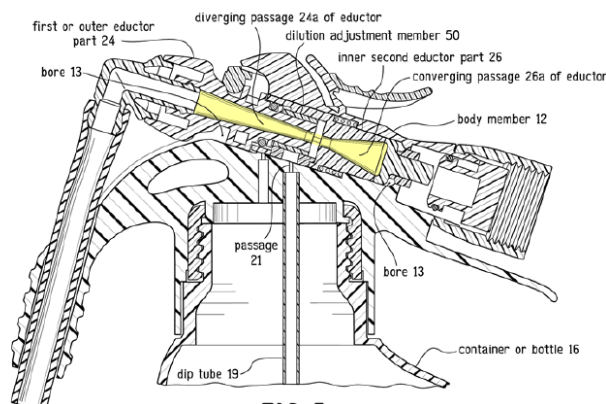 first or outer eductor
part 24
diverging passage 24a of eductor
dilution adjustment member 50
inner second eductor part 26
converging passage 26a of eductor
bore 13
body member 12
passage
21
bore 13
container or bottle 16
dip tube 19